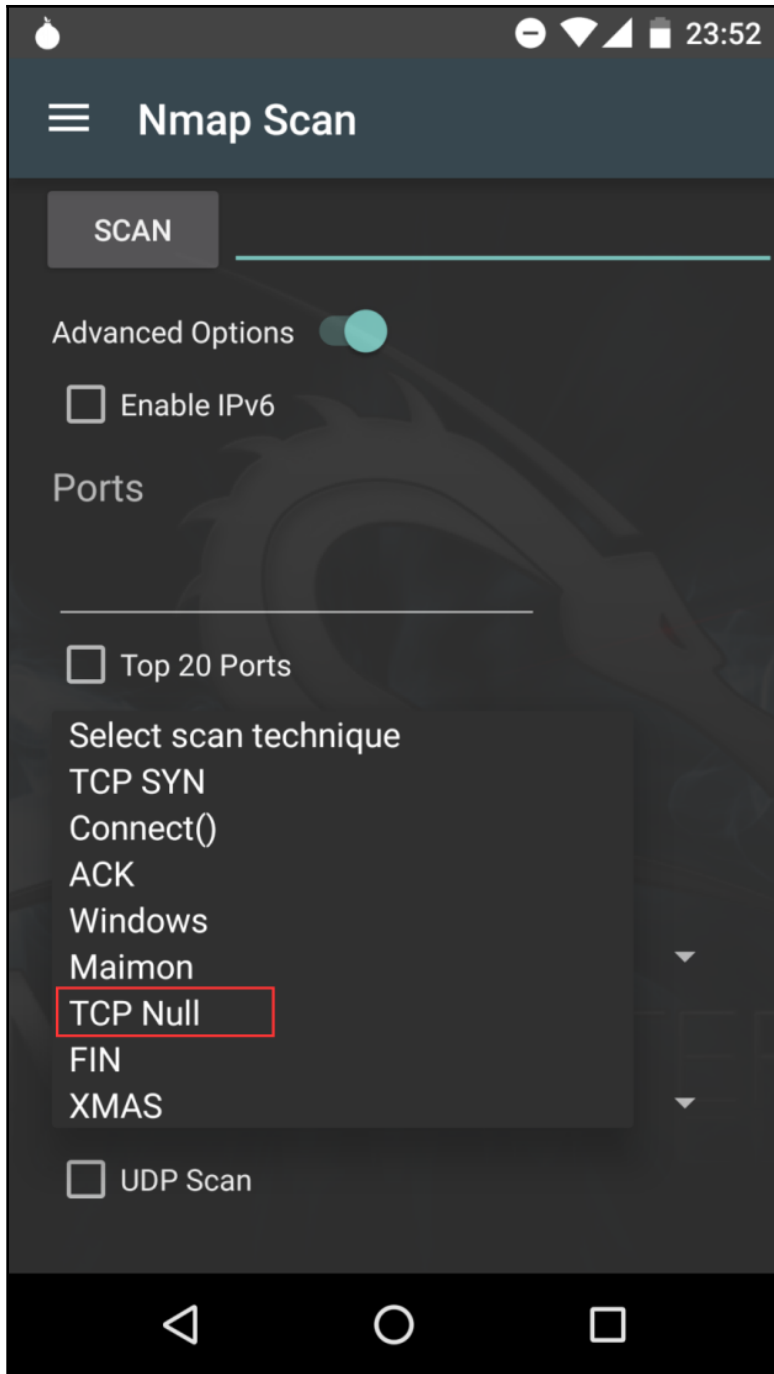 23:52
Nmap Scan
SCAN
Advanced Options
Enable IPv6
Ports
Top 20 Ports
Select scan technique
TCP SYN
Connect()
ACK
Windows
Maimon
TCP Null
FIN
XMAS
UDP Scan